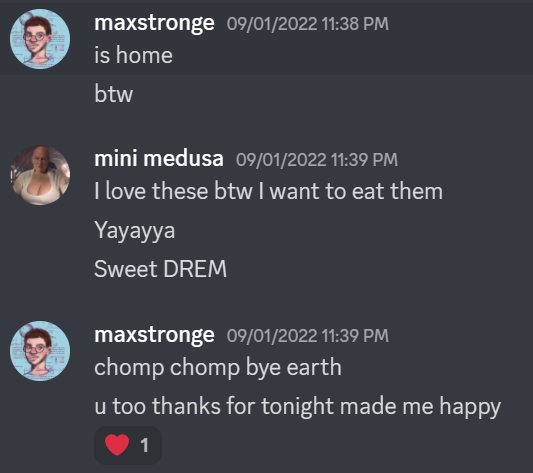 maxstronge 09/01/2022 11:38 PM
is home
btw
mini medusa 09/01/2022 11:39 PM
I love these btw I want to eat them
Yayayya
Sweet DREM
maxstronge 09/01/2022 11:39 PM
chomp chomp bye earth
u too thanks for tonight made me happy
1